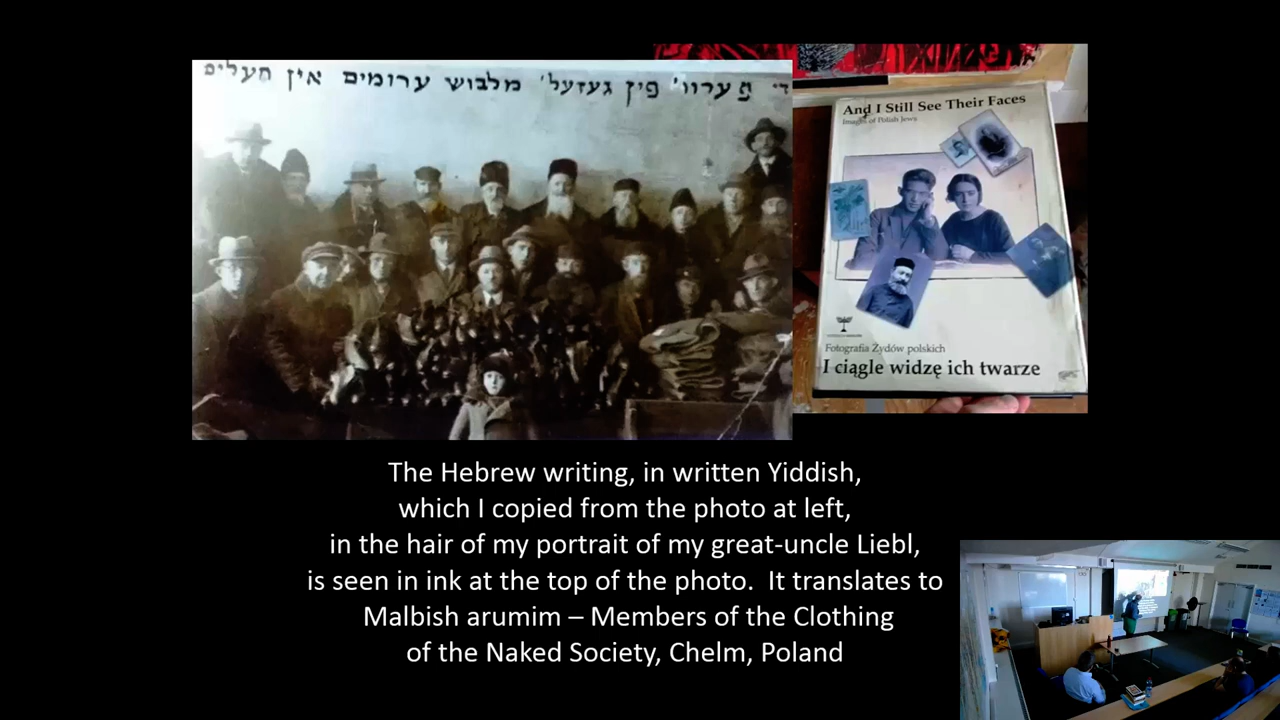 די פערוו' פין געזעל' מלבוש ערומים אין חעלים
And I Still See Their Faces
Images of Polish Jews
Fotografia Żydów polskich
I ciągle widzę ich twarze
The Hebrew writing, in written Yiddish,
which I copied from the photo at left,
in the hair of my portrait of my great-uncle Liebl,
is seen in ink at the top of the photo.  It translates to
Malbish arumim – Members of the Clothing
of the Naked Society, Chelm, Poland